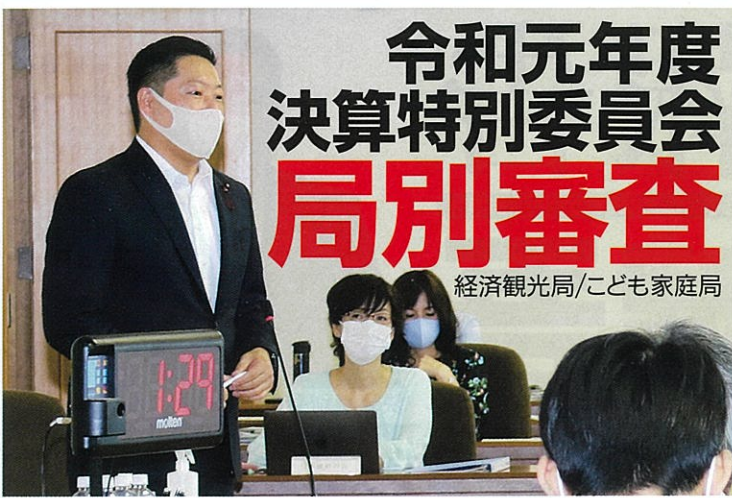 令和元年度
決算特別委員会
局別審査
経済観光局/こども家庭局
1:29
molten